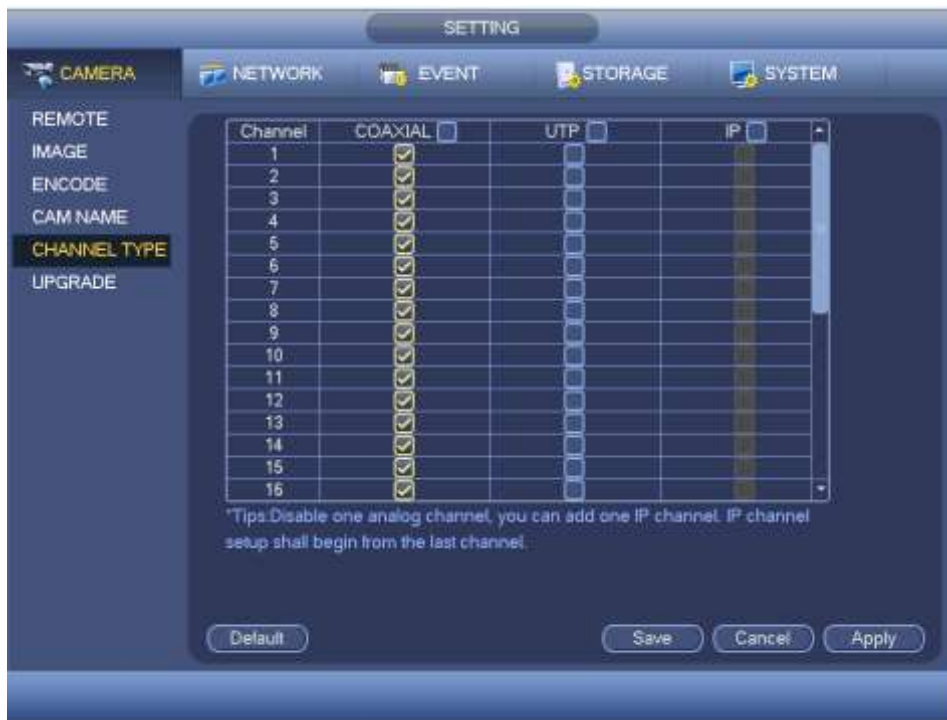 SETTING
CAMERA NETWORK EVENT STORAGE SYSTEM
REMOTE
IMAGE
ENCODE
CAM NAME
CHANNEL TYPE
UPGRADE
Channel COAXIAL UTP IP
1
2
3
4
5
6
7
8
9
10
11
12
13
14
15
16
*Tips:Disable one analog channel, you can add one IP channel. IP channel
setup shall begin from the last channel.
Default Save Cancel Apply